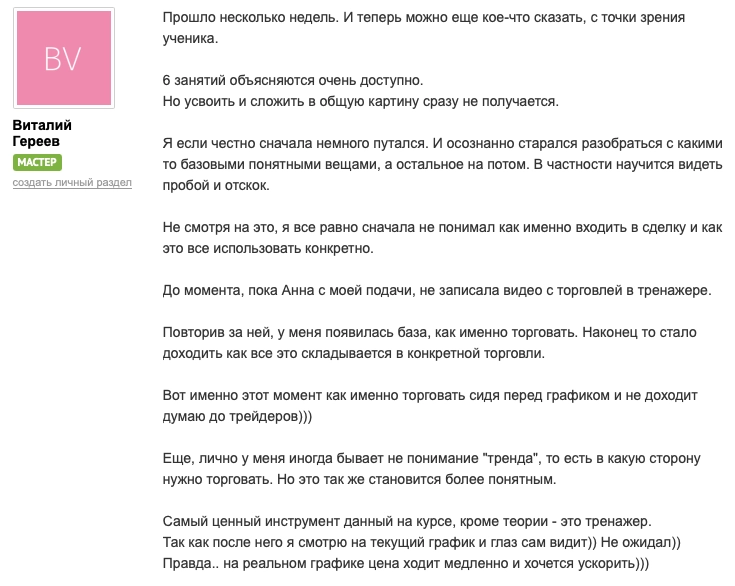 BV
Виталий
Гереев
МАСТЕР
создать личный раздел
Прошло несколько недель. И теперь можно еще кое-что сказать, с точки зрения
ученика.
6 занятий объясняются очень доступно.
Но усвоить и сложить в общую картину сразу не получается.
Я если честно сначала немного путался. И осознанно старался разобраться с какими
то базовыми понятными вещами, а остальное на потом. В частности научится видеть
пробой и отскок.
Не смотря на это, я все равно сначала не понимал как именно входить в сделку и как
это все использовать конкретно.
До момента, пока Анна с моей подачи, не записала видео с торговлей в тренажере.
Повторив за ней, у меня появилась база, как именно торговать. Наконец то стало
доходить как все это складывается в конкретной торговли.
Вот именно этот момент как именно торговать сидя перед графиком и не доходит
думаю до трейдеров)))
Еще, лично у меня иногда бывает не понимание "тренда", то есть в какую сторону
нужно торговать. Но это так же становится более понятным.
Самый ценный инструмент данный на курсе, кроме теории - это тренажер.
Так как после него я смотрю на текущий график и глаз сам видит)) Не ожидал))
Правда.. на реальном графике цена ходит медленно и хочется ускорить)))